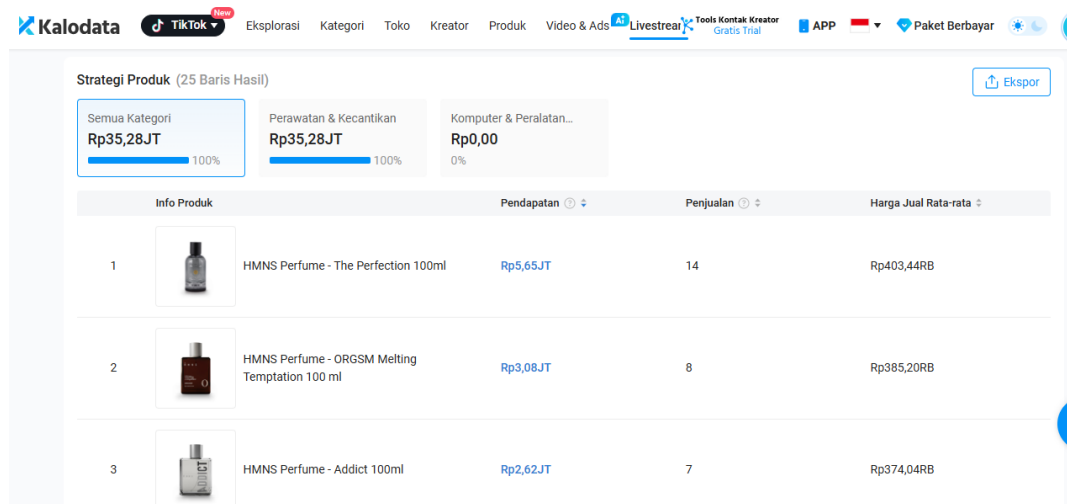 Kalodata
TikTok
New
Eksplorasi
Kategori
Toko
Kreator
Produk
Video & Ads
AI
Livestrear
Tools Kontak Kreator
Gratis Trial
APP
Paket Berbayar
Strategi Produk (25 Baris Hasil)
Ekspor
Semua Kategori
Rp35,28JT
100%
Perawatan & Kecantikan
Rp35,28JT
100%
Komputer & Peralatan...
Rp0,00
0%
Info Produk
Pendapatan
Penjualan
Harga Jual Rata-rata
1
HMNS Perfume - The Perfection 100ml
Rp5,65JT
14
Rp403,44RB
2
HMNS Perfume - ORGSM Melting
Temptation 100 ml
Rp3,08JT
8
Rp385,20RB
3
ADDICT
HMNS Perfume - Addict 100ml
Rp2,62JT
7
Rp374,04RB